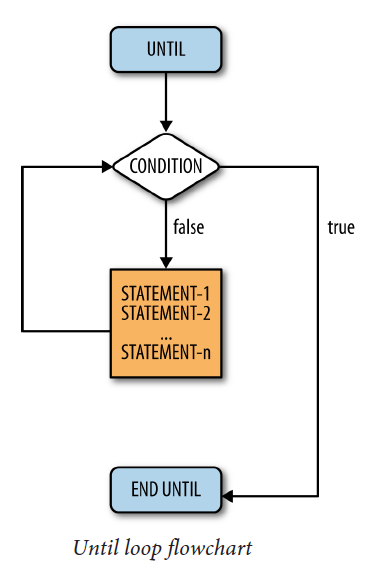 UNTIL
CONDITION
false
true
STATEMENT-1
STATEMENT-2
...
STATEMENT-n
END UNTIL
Until loop flowchart